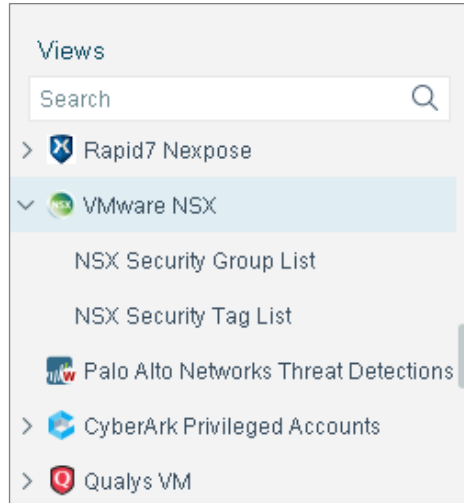 Views
Search
Rapid7 Nexpose
NSX
VMware NSX
NSX Security Group List
NSX Security Tag List
Palo Alto Networks Threat Detections
CyberArk Privileged Accounts
Qualys VM